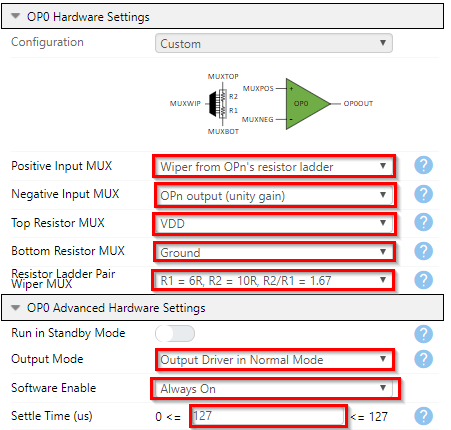 OP0 Hardware Settings
Configuration Custom
MUXTOP
MUXPOS +
R2
MUXWIP OP0 OP0OUT
R1
MUXNEG -
MUXBOT
Positive Input MUX Wiper from OPn's resistor ladder ?
Negative Input MUX OPn output (unity gain) ?
Top Resistor MUX VDD ?
Bottom Resistor MUX Ground ?
Resistor Ladder Pair
Wiper MUX R1 = 6R, R2 = 10R, R2/R1 = 1.67 ?
OP0 Advanced Hardware Settings
Run in Standby Mode ?
Output Mode Output Driver in Normal Mode ?
Software Enable Always On ?
Settle Time (us) 0 <= 127 <= 127 ?